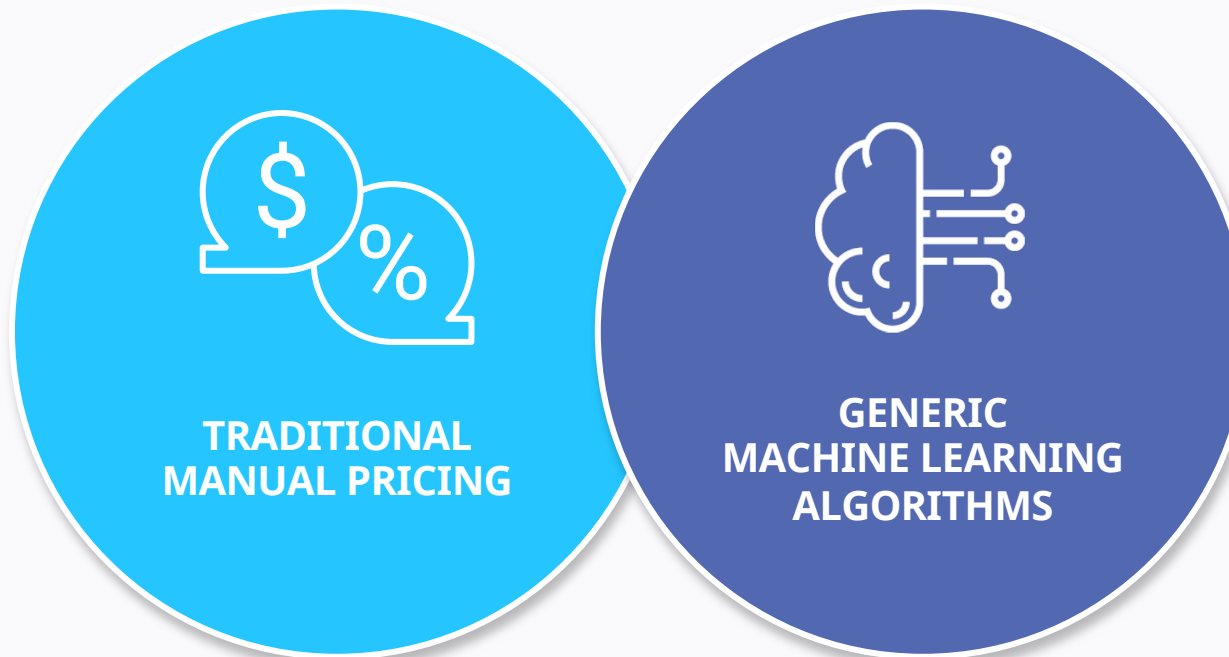 $
%
TRADITIONAL
MANUAL PRICING
GENERIC
MACHINE LEARNING
ALGORITHMS